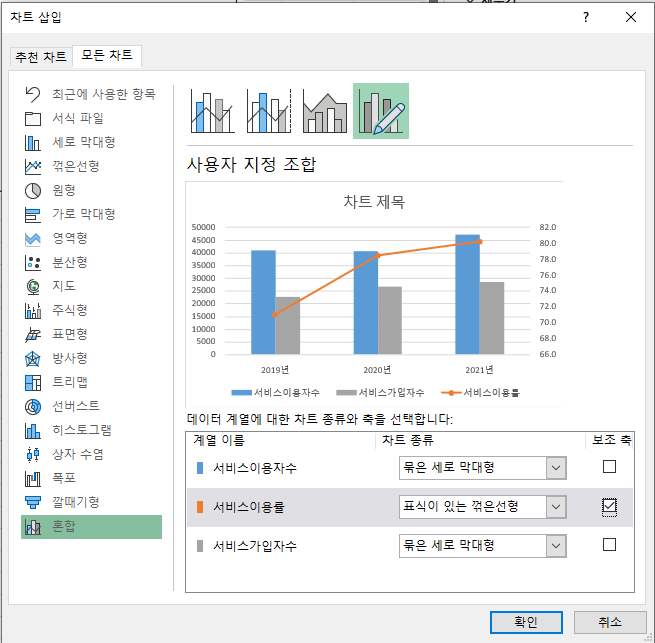 차트 삽입
?
추천 차트
모든 차트
최근에 사용한 항목
서식 파일
세로 막대형
꺾은선형
원형
가로 막대형
영역형
분산형
지도
주식형
표면형
방사형
트리맵
선버스트
히스토그램
상자 수염
폭포
깔때기형
혼합
사용자 지정 조합
차트 제목
50000
45000
40000
35000
30000
25000
20000
15000
10000
5000
0
82.0
80.0
78.0
76.0
74.0
72.0
70.0
68.0
66.0
2019년 2020년 2021년
서비스이용자수 서비스가입자수 서비스이용률
데이터 계열에 대한 차트 종류와 축을 선택합니다:
계열 이름 차트 종류 보조 축
서비스이용자수 묶은 세로 막대형
서비스이용률 표식이 있는 꺾은선형
서비스가입자수 묶은 세로 막대형
확인 취소